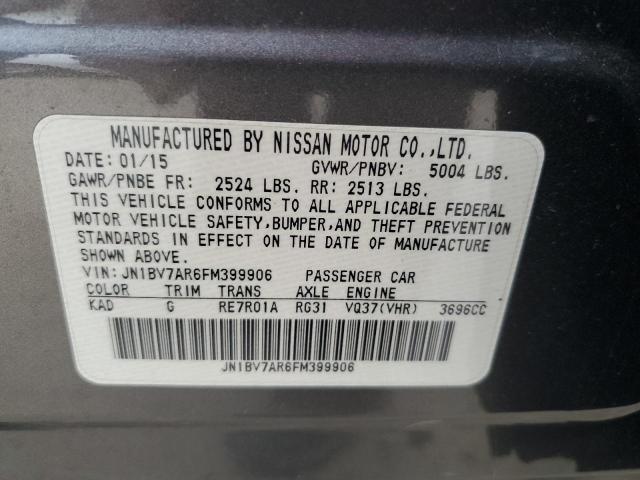 MANUFACTURED BY NISSAN MOTOR CO.,LTD.
DATE: 01/15 GVWR/PNBV: 5004 LBS.
GAWR/PNBE FR: 2524 LBS. RR: 2513 LBS.
THIS VEHICLE CONFORMS TO ALL APPLICABLE FEDERAL
MOTOR VEHICLE SAFETY,BUMPER,AND THEFT PREVENTION
STANDARDS IN EFFECT ON THE DATE OF MANUFACTURE
SHOWN ABOVE.
VIN: JN1BV7AR6FM399906 PASSENGER CAR
COLOR TRIM TRANS AXLE ENGINE
KAD G RE7R01A RG31 VQ37(VHR) 3696CC
JN1BV7AR6FM399906